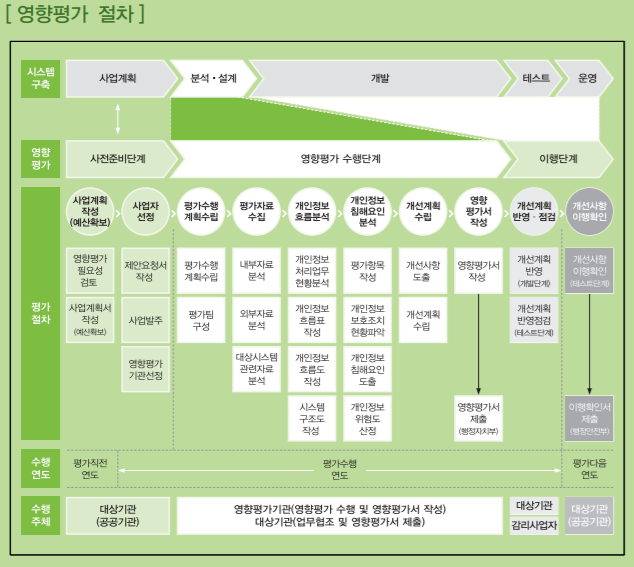 [ 영향평가 절차 ]
시스템
구축
사업계획
분석·설계
개발
테스트
운영
영향
평가
사전준비단계
영향평가 수행단계
이행단계
평가
절차
사업계획
작성
(예산확보)
사업자
선정
평가수행
계획수립
평가자료
수집
개인정보
흐름분석
개인정보
침해요인
분석
개선계획
수립
영향
평가서
작성
개선계획
반영·점검
개선사항
이행확인
영향평가
필요성
검토
제안요청서
작성
평가수행
계획수립
내부자료
분석
개인정보
처리업무
현황분석
평가항목
작성
개선사항
도출
영향평가서
작성
개선계획
반영
(개발단계)
개선사항
이행확인
(테스트단계)
사업계획서
작성
(예산확보)
사업발주
평가팀
구성
외부자료
분석
개인정보
흐름표
작성
개인정보
보호조치
현황파악
개선계획
수립
개선계획
반영점검
(테스트단계)
영향평가
기관선정
대상시스템
관련자료
분석
개인정보
흐름도
작성
개인정보
침해요인
도출
시스템
구조도
작성
개인정보
위험도
산정
영향평가서
제출
(행정자치부)
이행확인서
제출
(행정안전부)
수행
연도
평가직전
연도
평가수행
연도
평가다음
연도
수행
주체
대상기관
(공공기관)
영향평가기관(영향평가 수행 및 영향평가서 작성)
대상기관(업무협조 및 영향평가서 제출)
대상기관
감리사업자
대상기관
(공공기관)